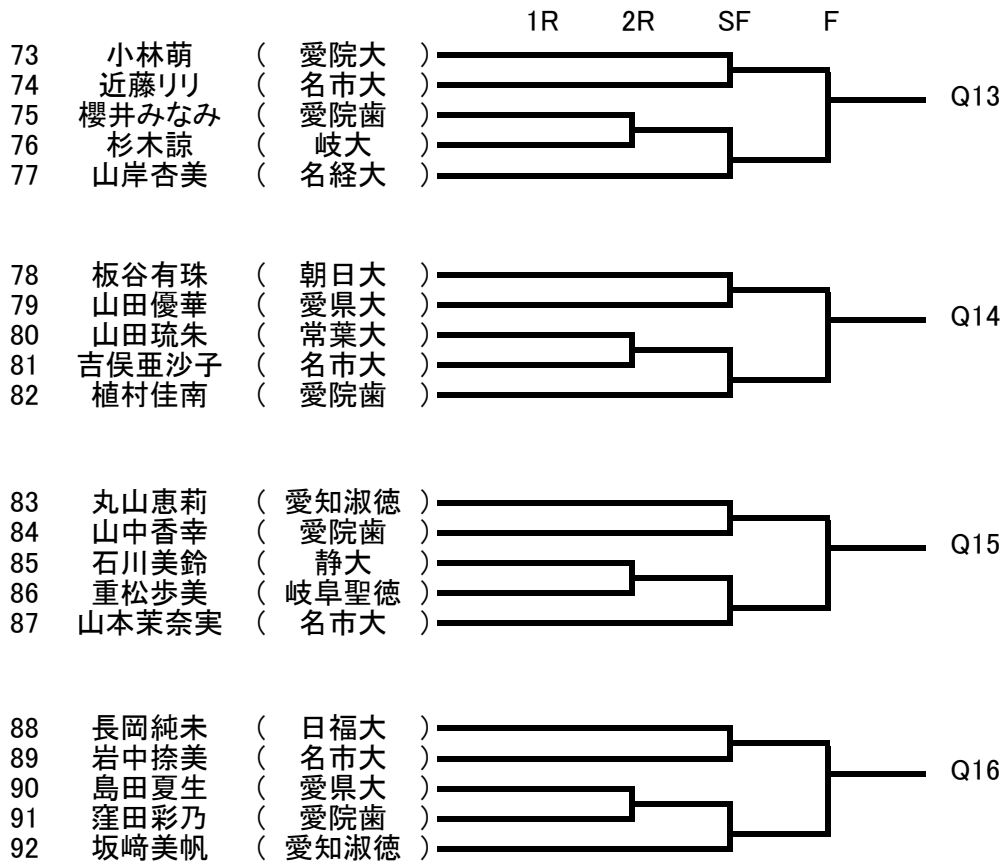 1R 2R SF F
73 小林萌 ( 愛院大 )
74 近藤リリ ( 名市大 )
Q13
75 櫻井みなみ ( 愛院歯 )
76 杉木諒 ( 岐大 )
77 山岸杏美 ( 名経大 )
78 板谷有珠 ( 朝日大 )
79 山田優華 ( 愛県大 )
Q14
80 山田琉朱 ( 常葉大 )
81 吉俣亜沙子 ( 名市大 )
82 植村佳南 ( 愛院歯 )
83 丸山恵莉 ( 愛知淑徳 )
84 山中香幸 ( 愛院歯 )
Q15
85 石川美鈴 ( 静大 )
86 重松歩美 ( 岐阜聖徳 )
87 山本茉奈実 ( 名市大 )
88 長岡純未 ( 日福大 )
89 岩中捺美 ( 名市大 )
Q16
90 島田夏生 ( 愛県大 )
91 窪田彩乃 ( 愛院歯 )
92 坂﨑美帆 ( 愛知淑徳 )